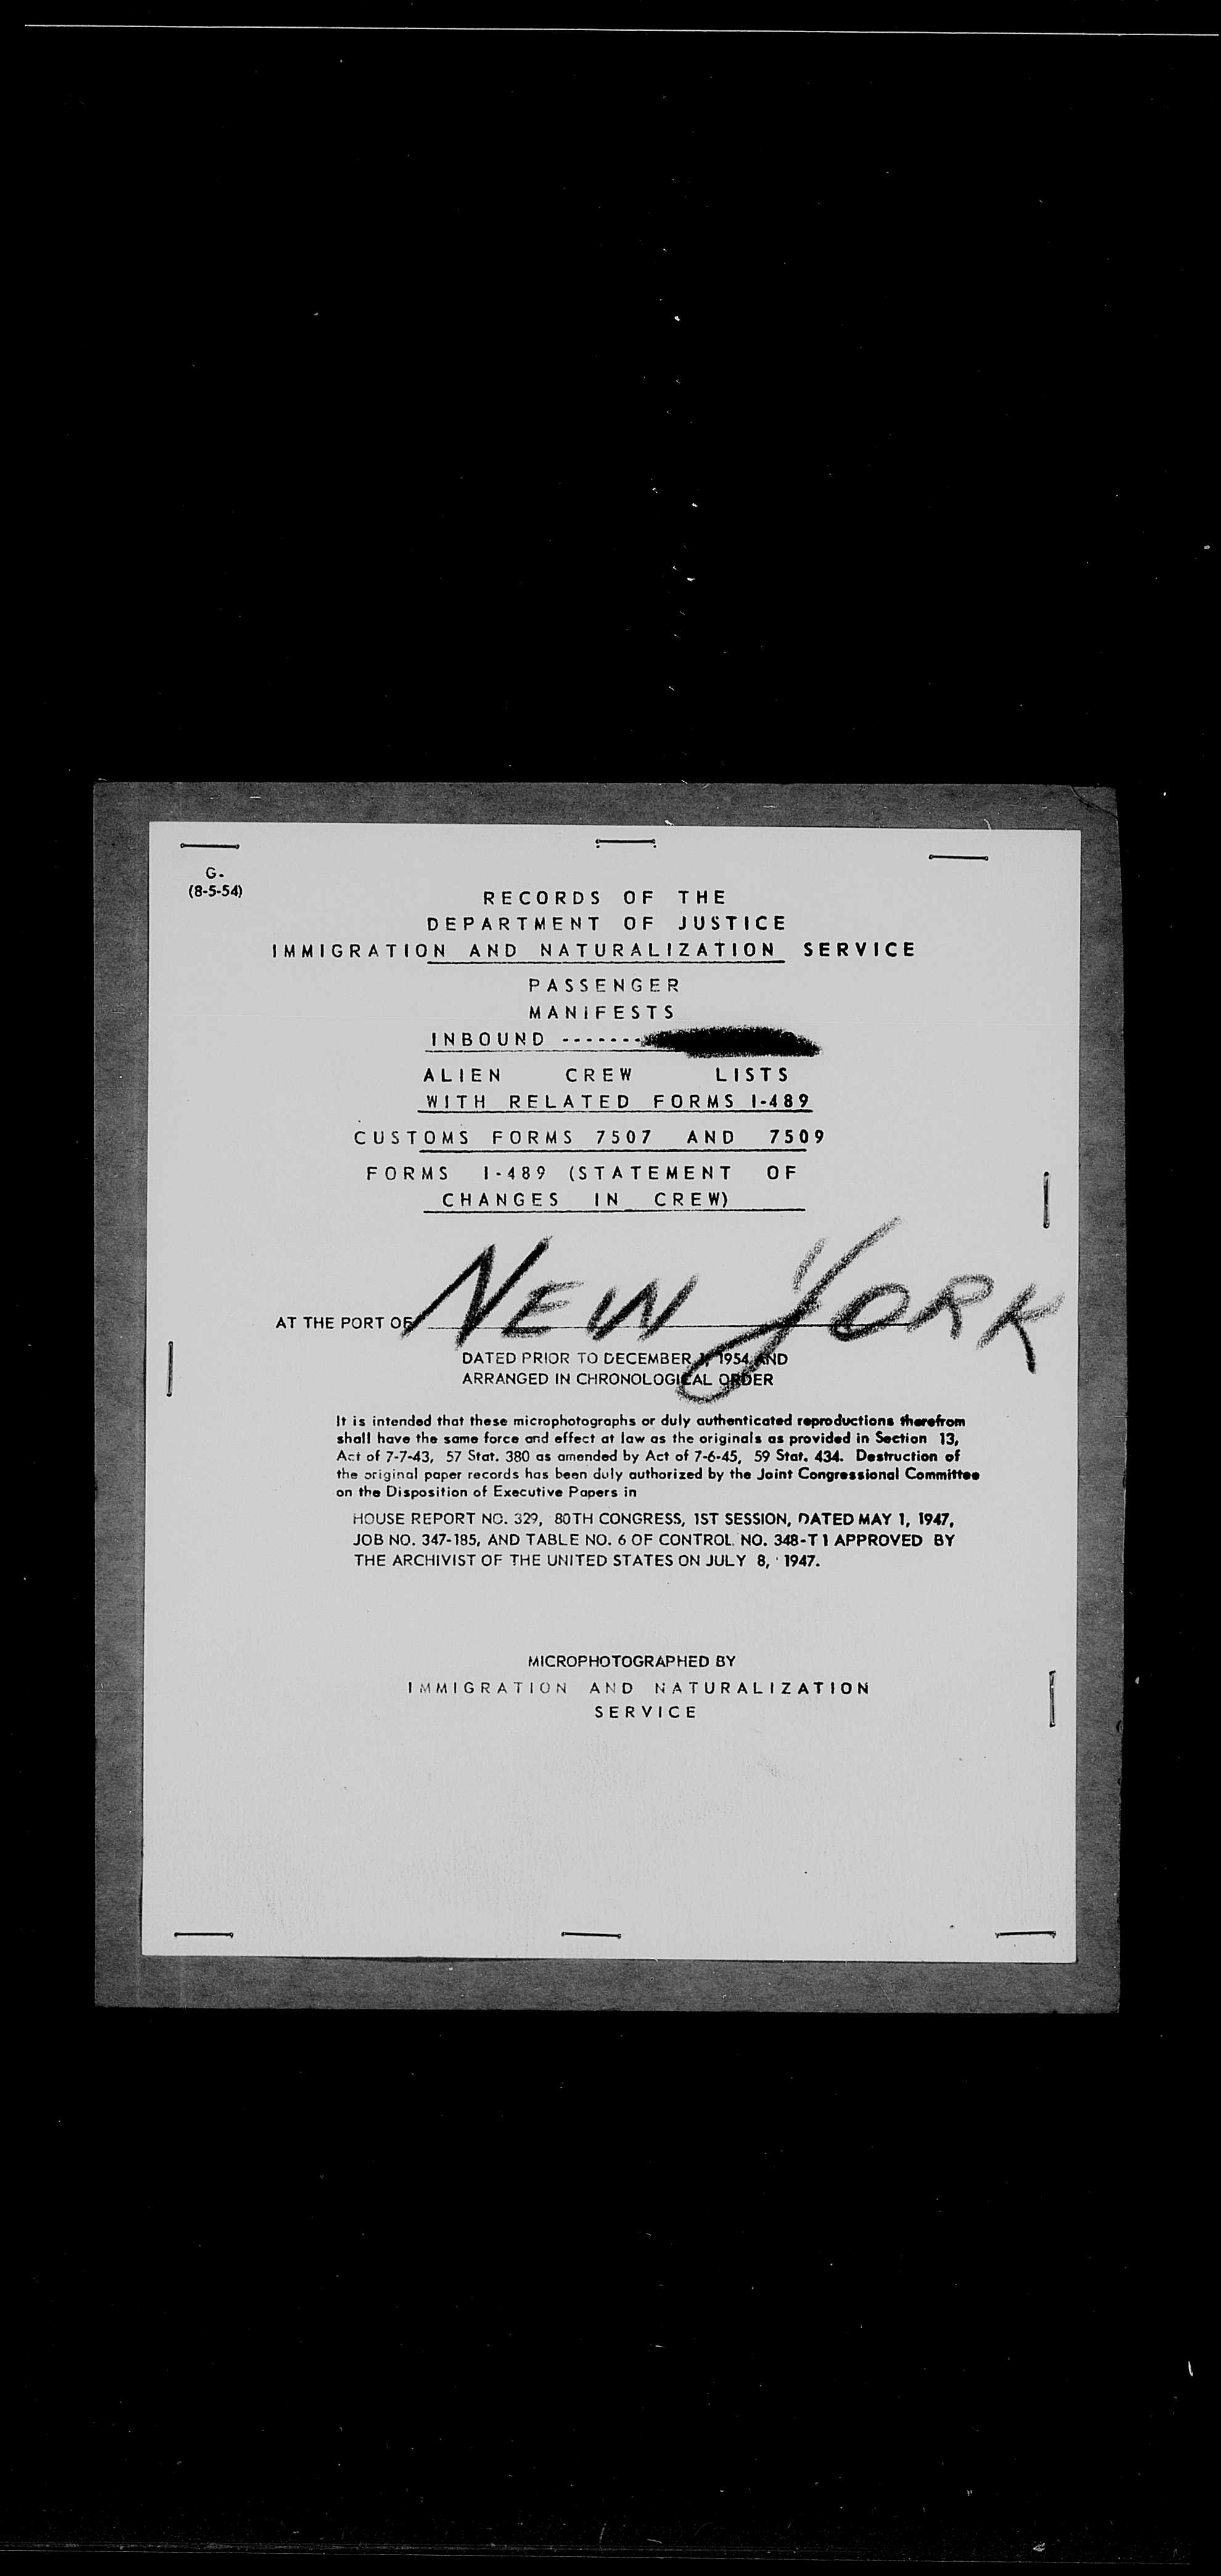 G-
(8-5-54)
RECORDS OF THE
DEPARTMENT OF JUSTICE
IMMIGRATION AND NATURALIZATION SERVICE
PASSENGER
MANIFESTS
INBOUND -------
ALIEN CREW LISTS
WITH RELATED FORMS I-489
CUSTOMS FORMS 7507 AND 7509
FORMS I-489 (STATEMENT OF
CHANGES IN CREW)
AT THE PORT OF NEW YORK
DATED PRIOR TO DECEMBER 1, 1954 AND
ARRANGED IN CHRONOLOGICAL ORDER
It is intended that these microphotographs or duly authenticated reproductions therefrom
shall have the same force and effect at law as the originals as provided in Section 13,
Act of 7-7-43, 57 Stat. 380 as amended by Act of 7-6-45, 59 Stat. 434. Destruction of
the original paper records has been duly authorized by the Joint Congressional Committee
on the Disposition of Executive Papers in
HOUSE REPORT NO. 329, 80TH CONGRESS, 1ST SESSION, DATED MAY 1, 1947,
JOB NO. 347-185, AND TABLE NO. 6 OF CONTROL NO. 348-T1 APPROVED BY
THE ARCHIVIST OF THE UNITED STATES ON JULY 8, 1947.
MICROPHOTOGRAPHED BY
IMMIGRATION AND NATURALIZATION
SERVICE